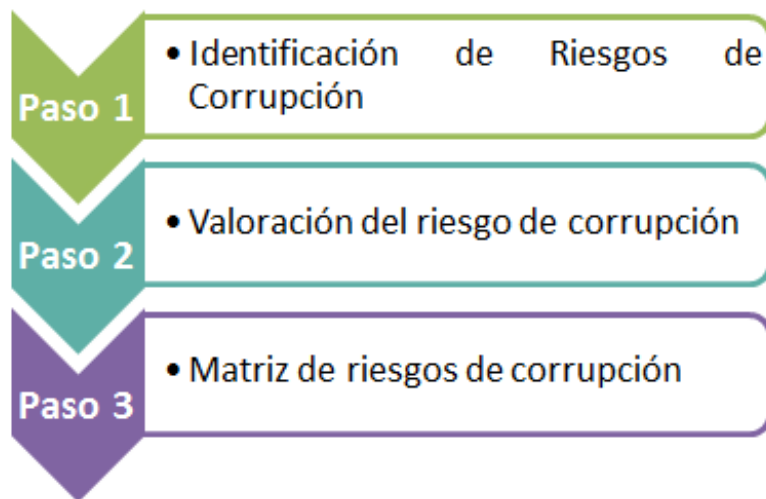 Paso 1
• Identificación de Riesgos de
Corrupción
Paso 2
• Valoración del riesgo de corrupción
Paso 3
• Matriz de riesgos de corrupción